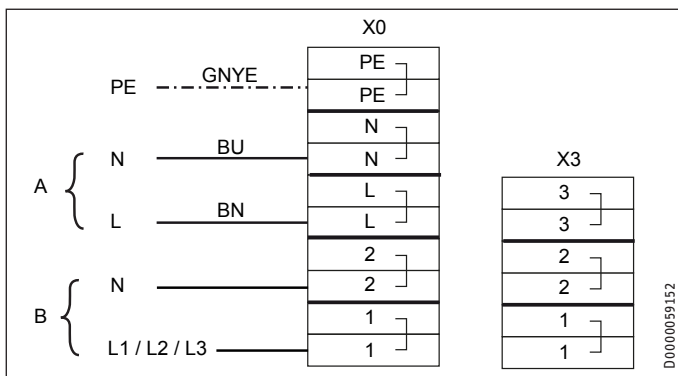 X0
PE
PE GNYE PE
N
A N BU N
L
L BN L
2
B N 2
1
L1 / L2 / L3 1
X3
3
3
2
2
1
1
D0000059152